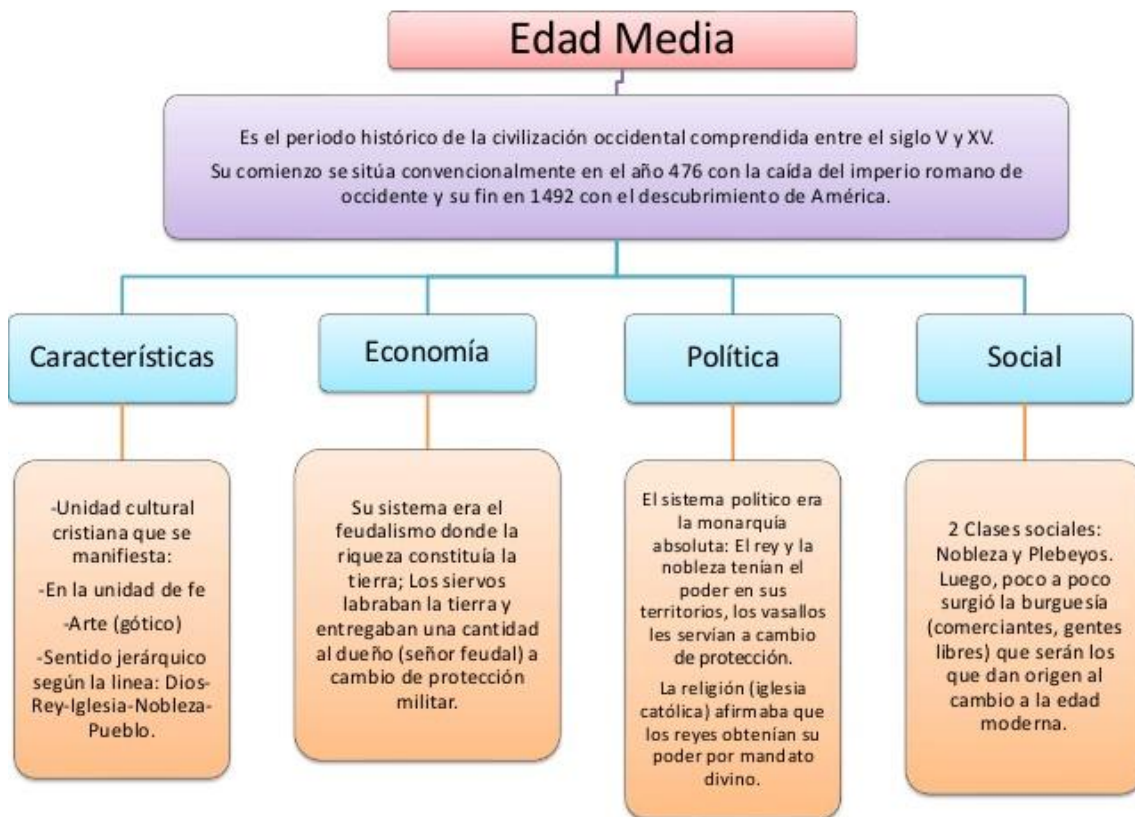 Edad Media
Es el periodo histórico de la civilización occidental comprendida entre el siglo V y XV.
Su comienzo se sitúa convencionalmente en el año 476 con la caída del imperio romano de
occidente y su fin en 1492 con el descubrimiento de América.
Características
-Unidad cultural
cristiana que se
manifiesta:
-En la unidad de fe
-Arte (gótico)
-Sentido jerárquico
según la linea: Dios-
Rey-Iglesia-Nobleza-
Pueblo.
Economía
Su sistema era el
feudalismo donde la
riqueza constituía la
tierra; Los siervos
labraban la tierra y
entregaban una cantidad
al dueño (señor feudal) a
cambio de protección
militar.
Política
El sistema político era
la monarquía
absoluta: El rey y la
nobleza tenían el
poder en sus
territorios, los vasallos
les servían a cambio
de protección.
La religión (iglesia
católica) afirmaba que
los reyes obtenían su
poder por mandato
divino.
Social
2 Clases sociales:
Nobleza y Plebeyos.
Luego, poco a poco
surgió la burguesía
(comerciantes, gentes
libres) que serán los
que dan origen al
cambio a la edad
moderna.